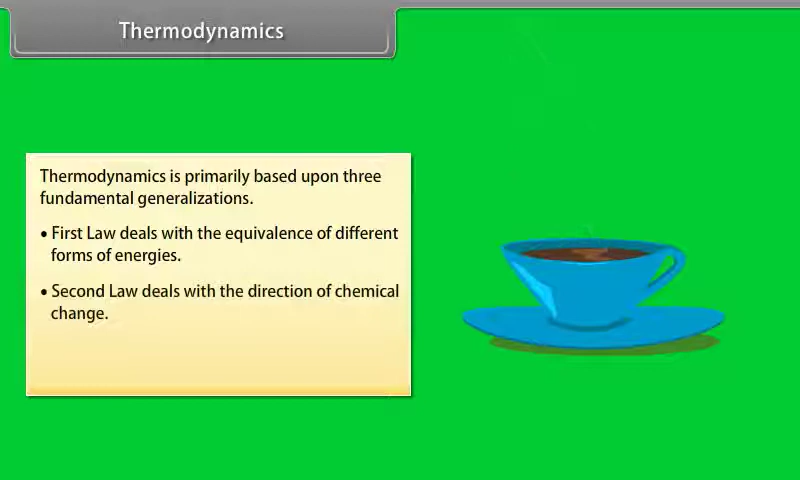 Thermodynamics
Thermodynamics is primarily based upon three
fundamental generalizations.
• First Law deals with the equivalence of different
forms of energies.
• Second Law deals with the direction of chemical
change.